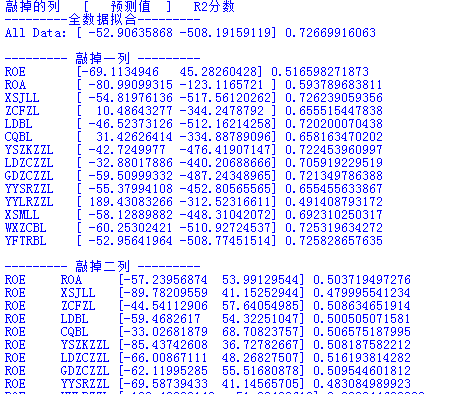 敲掉的列 [ 预测值 ] R2分数
---------全数据拟合---------
All Data: [ -52.90635868 -508.19159119] 0.72669916063
--------- 敲掉一列 ---------
ROE [-69.1134946 45.28260428] 0.516598271873
ROA [ -80.99099315 -123.1165721 ] 0.593789683811
XSJLL [ -54.81976136 -517.56120262] 0.726239059356
ZCFZL [ 10.48643277 -344.2478792 ] 0.655515447838
LDBL [ -46.52373126 -512.16214258] 0.720200070438
CQBL [ 31.42626414 -334.88789096] 0.658163470202
YSZKZZL [ -42.7249977 -476.41907147] 0.722453960997
LDZCZZL [ -32.88017886 -440.20688666] 0.705919229519
GDZCZZL [ -59.50999332 -487.24348965] 0.721349786388
YYSRZZL [ -55.37994108 -452.80565565] 0.655455633867
YYLRZZL [ 189.43083266 -312.52316611] 0.491408793172
XSMLL [ -58.12889882 -448.31042072] 0.692310250317
WXZCBL [ -60.25302421 -510.92724537] 0.725319634272
YFTRBL [ -52.95641964 -508.77451514] 0.725828657635
--------- 敲掉二列 ---------
ROE ROA [-57.23956874 53.99129544] 0.503719497276
ROE XSJLL [-89.78209559 41.15252944] 0.479995541234
ROE ZCFZL [-44.54112906 57.64054985] 0.508634651914
ROE LDBL [-59.4682617 54.32251047] 0.500505071581
ROE CQBL [-33.02681879 68.70823757] 0.506575187995
ROE YSZKZZL [-85.43742608 36.72782667] 0.508187582212
ROE LDZCZZL [-66.00867111 48.26827507] 0.516193814282
ROE GDZCZZL [-62.11995285 55.51680878] 0.509544601812
ROE YYSRZZL [-69.58739433 41.14565705] 0.483084989923